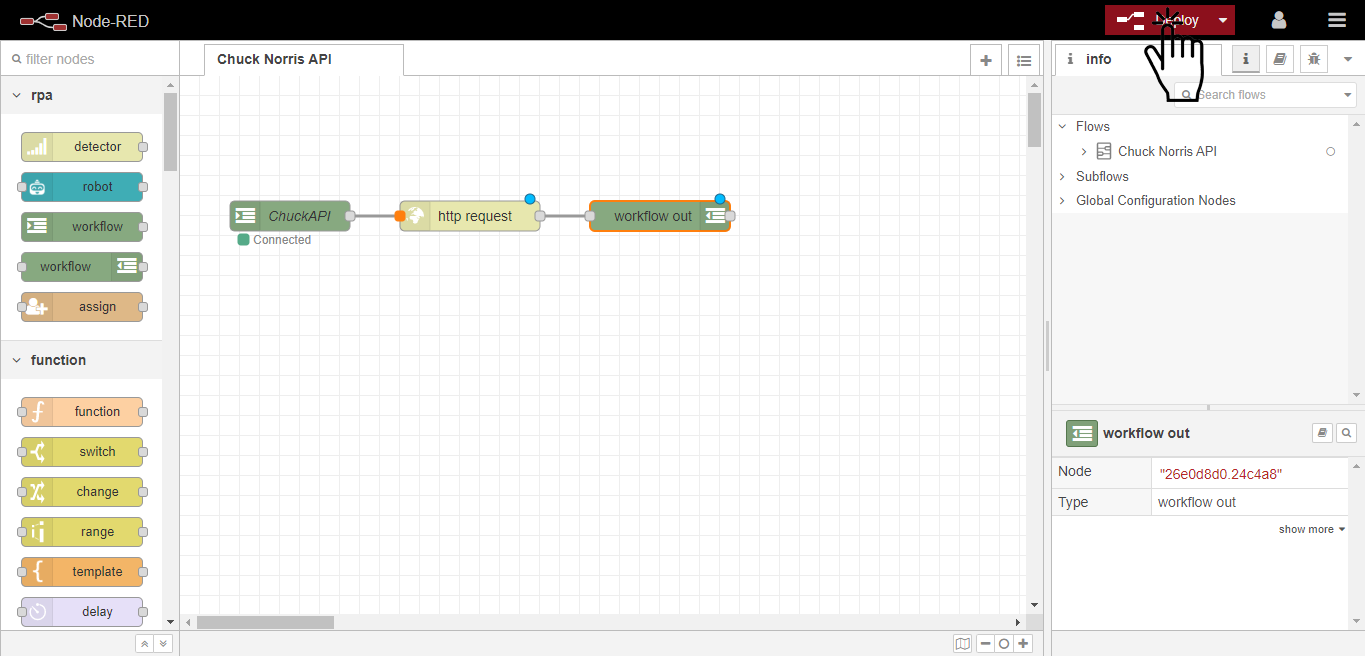 Node-RED
Deploy
filter nodes
Chuck Norris API
i info
i
rpa
Search flows
detector
robot
workflow
workflow
assign
function
function
switch
change
range
template
delay
ChuckAPI
Connected
http request
workflow out
Flows
Chuck Norris API
Subflows
Global Configuration Nodes
workflow out
Node "26e0d8d0.24c4a8"
Type workflow out
show more